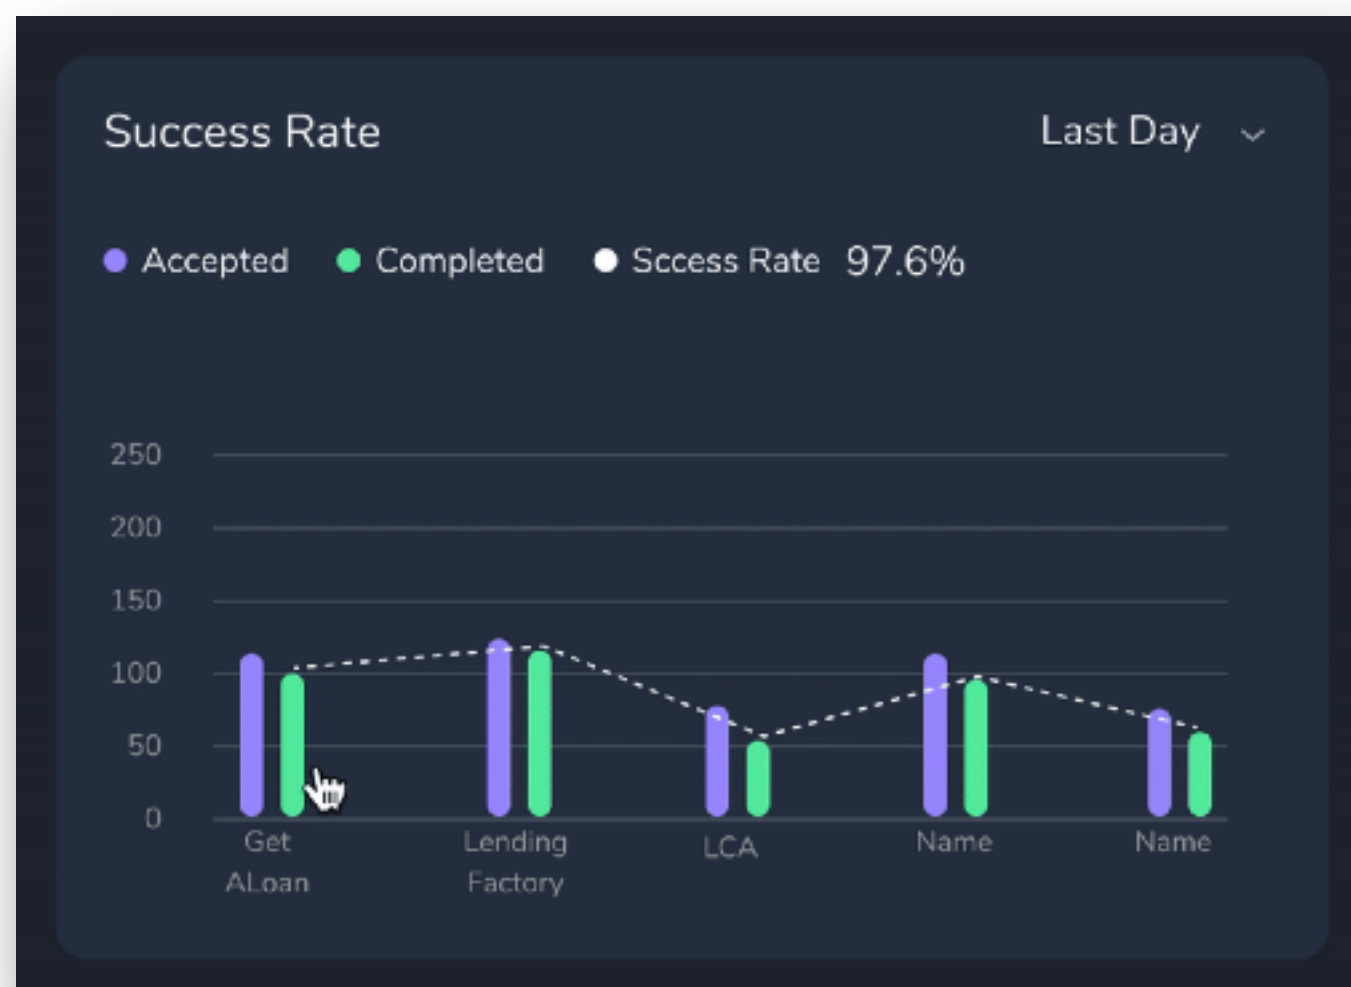 Success Rate
Last Day
Accepted
Completed
Sccess Rate 97.6%
250
200
150
100
50
0
Get
ALoan
Lending
Factory
LCA
Name
Name